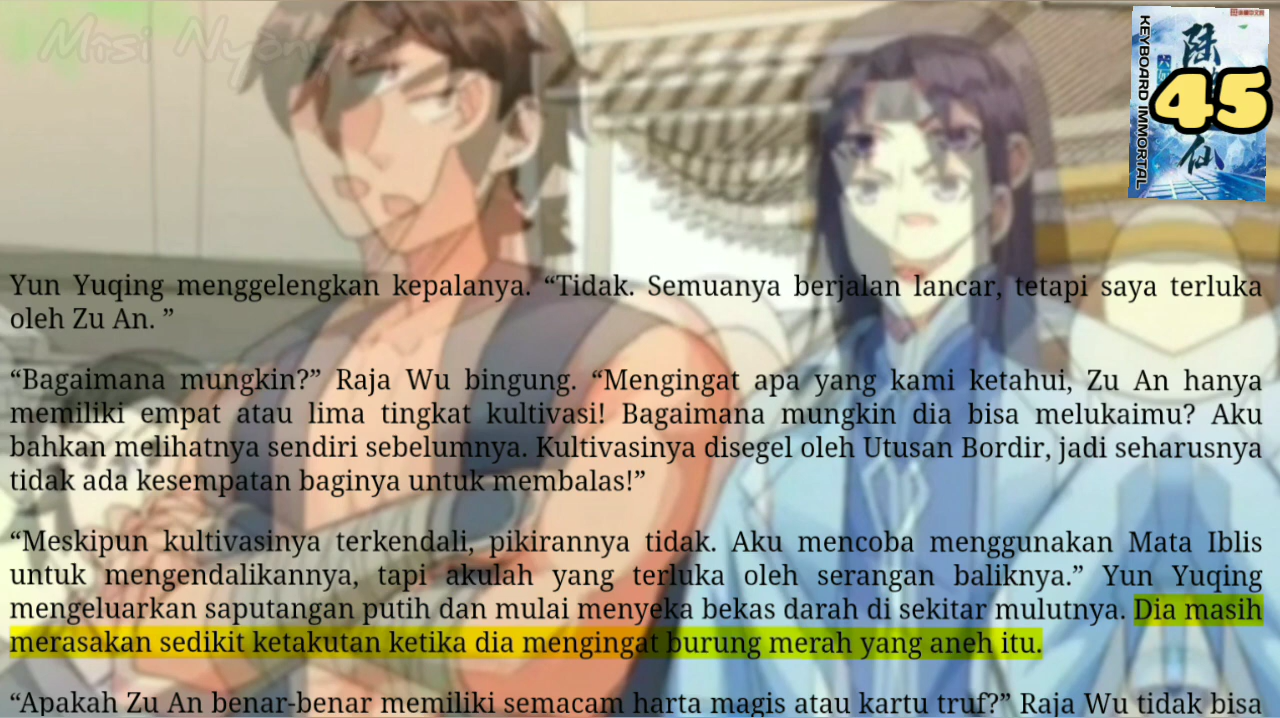 Misi Nyonya
KEYBOARD IMMORTAL
45
仙
Yun Yuqing menggelengkan kepalanya. “Tidak. Semuanya berjalan lancar, tetapi saya terluka
oleh Zu An. ”
“Bagaimana mungkin?” Raja Wu bingung. “Mengingat apa yang kami ketahui, Zu An hanya
memiliki empat atau lima tingkat kultivasi! Bagaimana mungkin dia bisa melukaimu? Aku
bahkan melihatnya sendiri sebelumnya. Kultivasinya disegel oleh Utusan Bordir, jadi seharusnya
tidak ada kesempatan baginya untuk membalas!”
“Meskipun kultivasinya terkendali, pikirannya tidak. Aku mencoba menggunakan Mata Iblis
untuk mengendalikannya, tapi akulah yang terluka oleh serangan baliknya.” Yun Yuqing
mengeluarkan saputangan putih dan mulai menyeka bekas darah di sekitar mulutnya. Dia masih
merasakan sedikit ketakutan ketika dia mengingat burung merah yang aneh itu.
“Apakah Zu An benar-benar memiliki semacam harta magis atau kartu truf?” Raja Wu tidak bisa